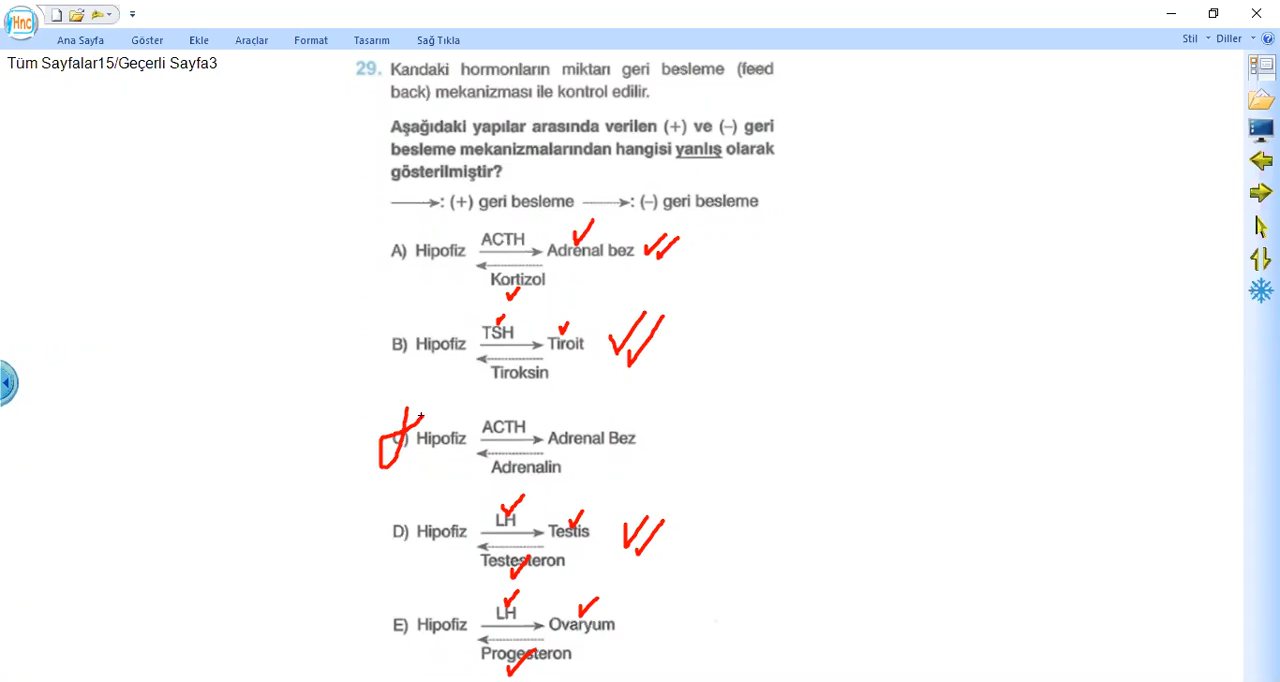 Hnc
Ana Sayfa Göster Ekle Araçlar Format Tasarım Sağ Tıkla Stil Diller
Tüm Sayfalar15/Geçerli Sayfa3
29. Kandaki hormonların miktarı geri besleme (feed
back) mekanizması ile kontrol edilir.
Aşağıdaki yapılar arasında verilen (+) ve (–) geri
besleme mekanizmalarından hangisi yanlış olarak
gösterilmiştir?
: (+) geri besleme : (–) geri besleme
ACTH
A) Hipofiz Adrenal bez
Kortizol
TSH
B) Hipofiz Tiroit
Tiroksin
ACTH
C) Hipofiz Adrenal Bez
Adrenalin
LH
D) Hipofiz Testis
Testesteron
LH
E) Hipofiz Ovaryum
Progesteron